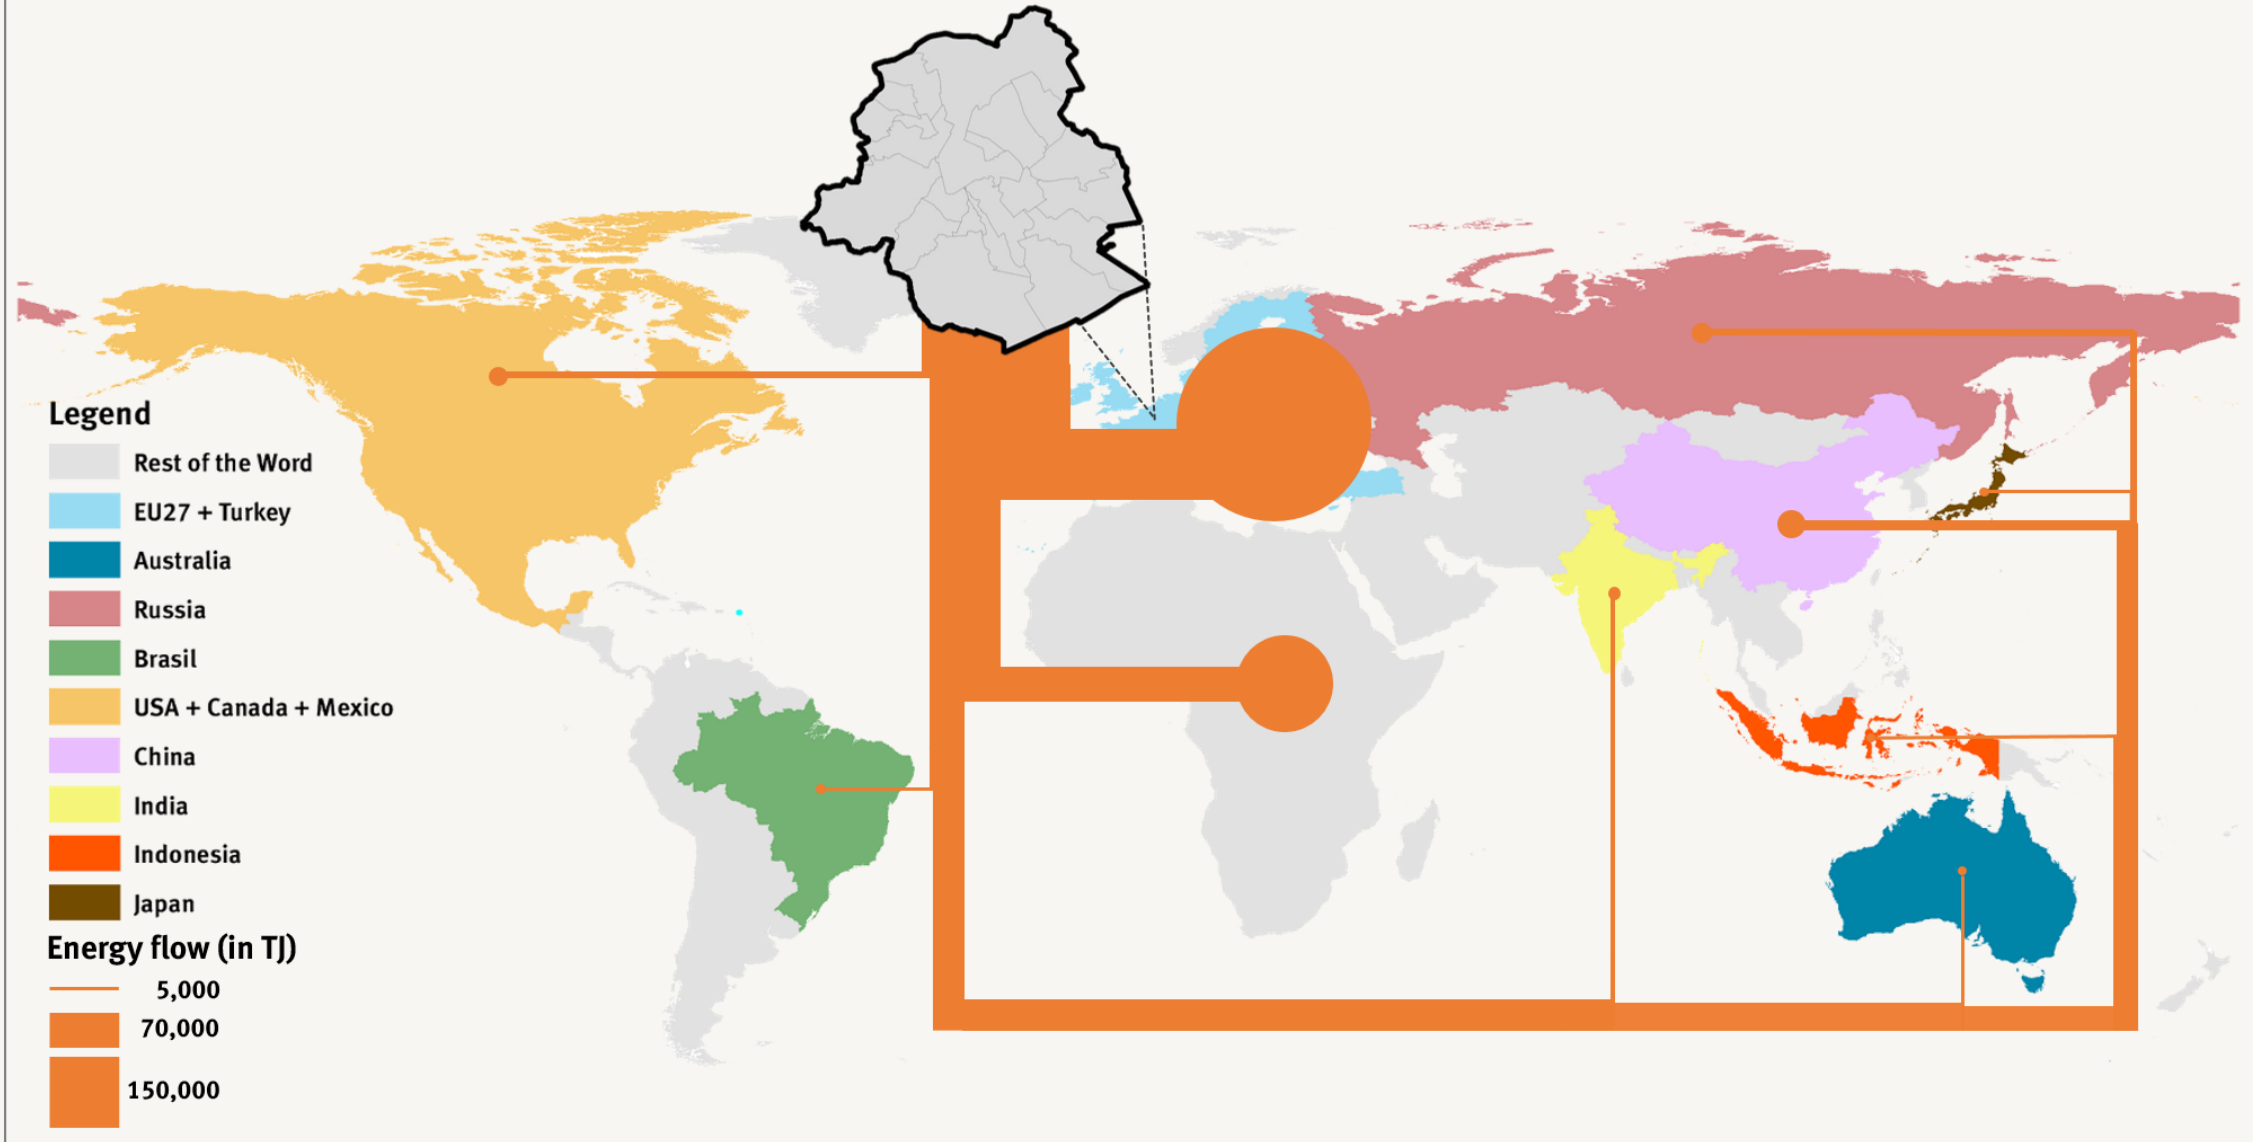 Legend
Rest of the Word
EU27 + Turkey
Australia
Russia
Brasil
USA + Canada + Mexico
China
India
Indonesia
Japan
Energy flow (in TJ)
5,000
70,000
150,000